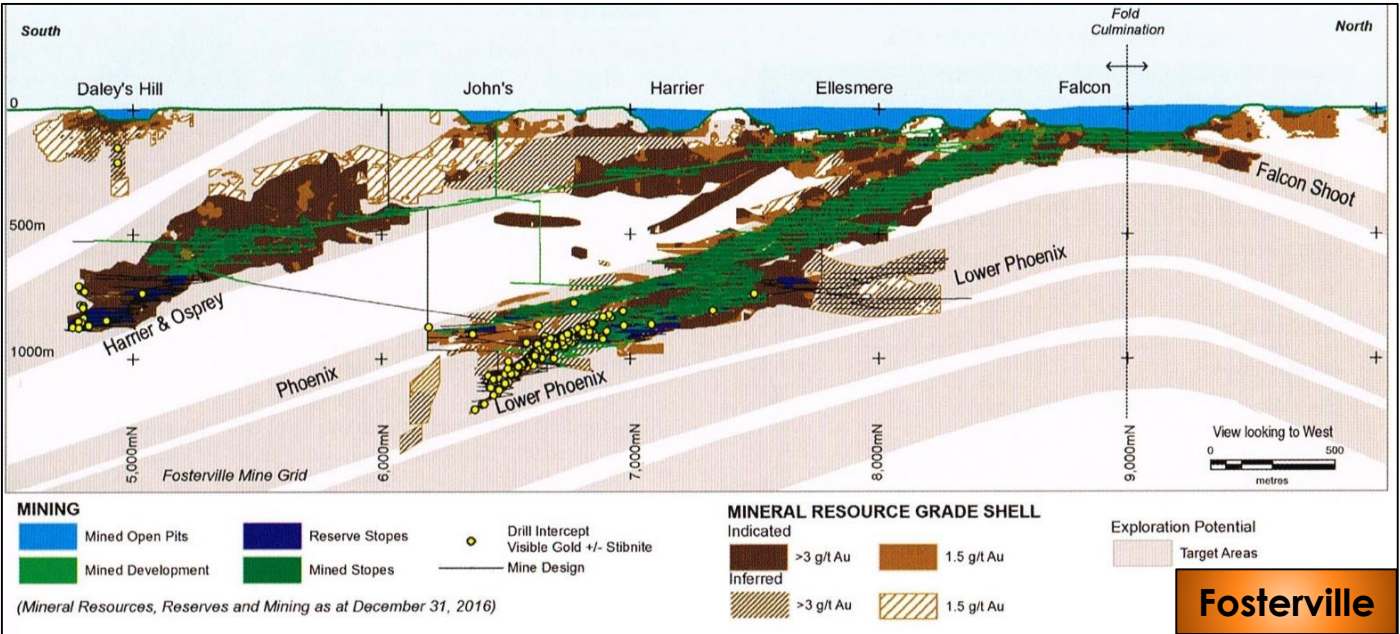 South
Fold
Culmination
North
Daley's Hill
John's
Harrier
Ellesmere
Falcon
0
Falcon Shoot
500m
Lower Phoenix
Harrier & Osprey
1000m
Phoenix
Lower Phoenix
View looking to West
0 500
metres
5,000mN
6,000mN
7,000mN
8,000mN
9,000mN
Fosterville Mine Grid
MINING
Mined Open Pits
Reserve Stopes
Drill Intercept
Visible Gold +/- Stibnite
Mined Development
Mined Stopes
Mine Design
(Mineral Resources, Reserves and Mining as at December 31, 2016)
MINERAL RESOURCE GRADE SHELL
Indicated
>3 g/t Au
1.5 g/t Au
Inferred
>3 g/t Au
1.5 g/t Au
Exploration Potential
Target Areas
Fosterville